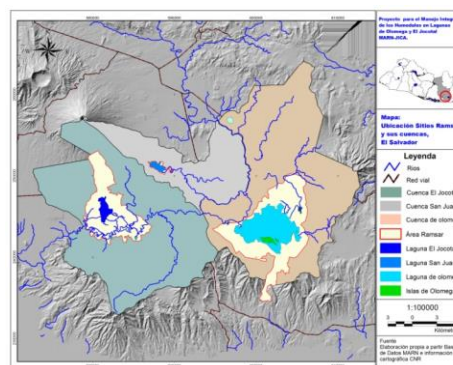 Proyecto para el Manejo Integ
de los Humedales en Lagunas
de Olomega y El Jocotal
MARN-JICA.
Mapa:
Ubicación Sitios Rams
y sus cuencas,
El Salvador
Leyenda
Rios
Red vial
Cuenca El Jocot
Cuenca San Jua
Cuenca de olom
Área Ramsar
Laguna El Jocot
Laguna San Jua
Laguna de olom
Islas de Olomeg
1:100000
Kilome
Fuente
Elaboración propia a partir Bas
de Datos MARN e información
cartográfica CNR